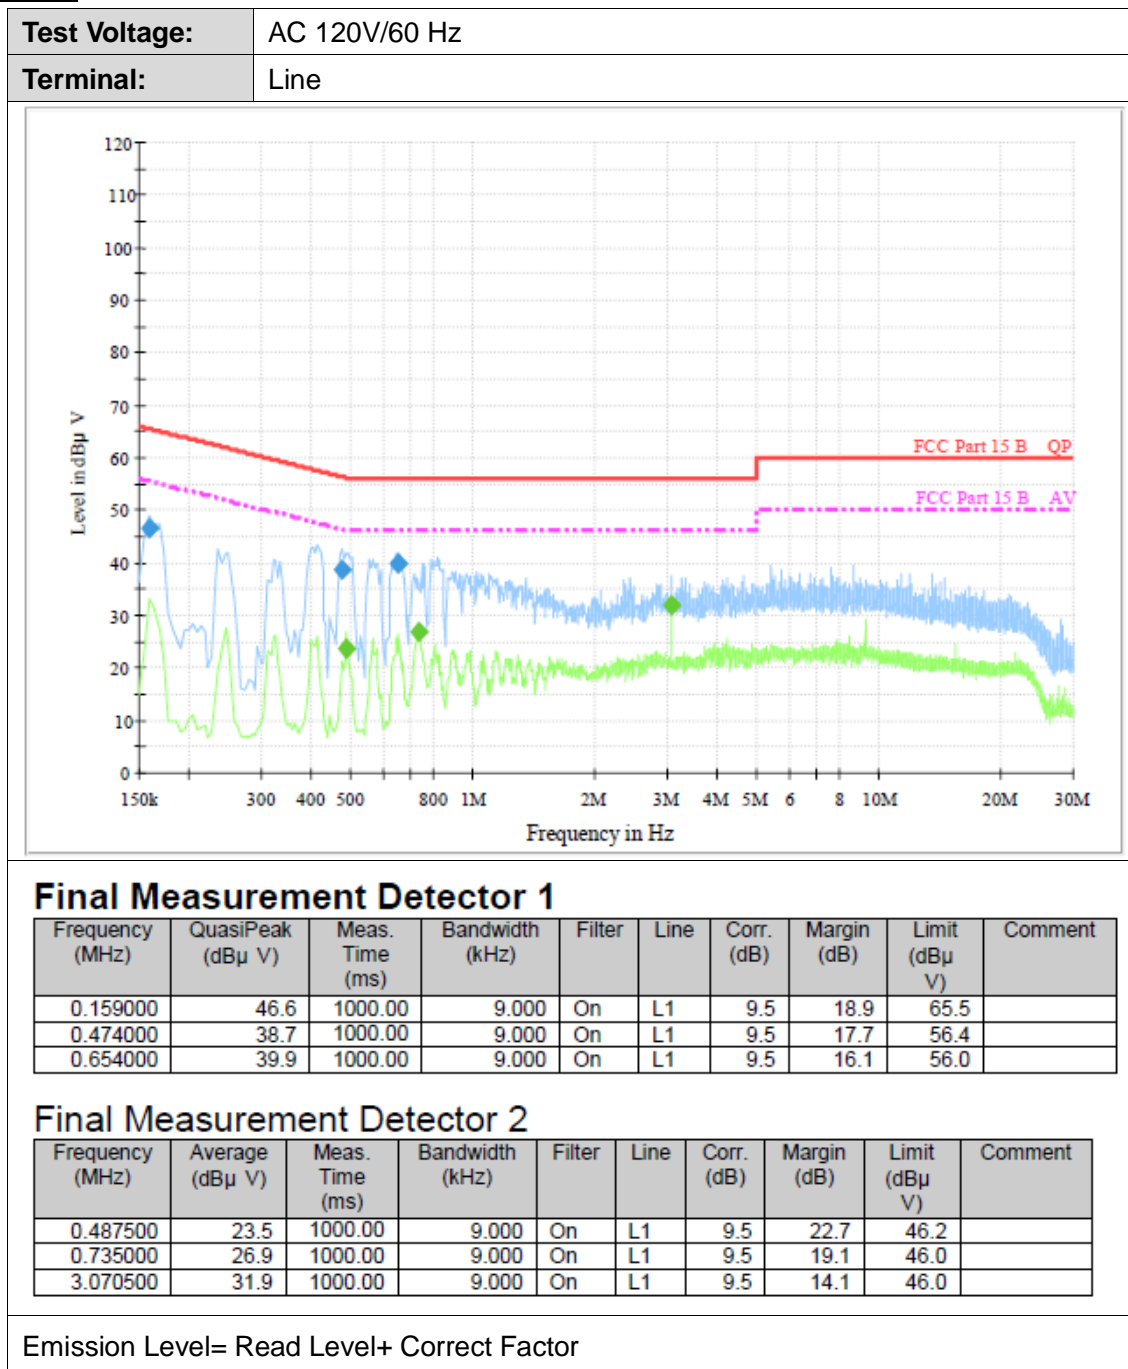 Test Voltage: AC 120V/60 Hz
Terminal: Line
120
110
100
90
80
70
60
50
40
30
20
10
0
Level in dBμ V
FCC Part 15 B QP
FCC Part 15 B AV
150k 300 400 500 800 1M 2M 3M 4M 5M 6 8 10M 20M 30M
Frequency in Hz
Final Measurement Detector 1
Frequency (MHz) QuasiPeak (dBμ V) Meas. Time (ms) Bandwidth (kHz) Filter Line Corr. (dB) Margin (dB) Limit (dBμ V) Comment
0.159000 46.6 1000.00 9.000 On L1 9.5 18.9 65.5
0.474000 38.7 1000.00 9.000 On L1 9.5 17.7 56.4
0.654000 39.9 1000.00 9.000 On L1 9.5 16.1 56.0
Final Measurement Detector 2
Frequency (MHz) Average (dBμ V) Meas. Time (ms) Bandwidth (kHz) Filter Line Corr. (dB) Margin (dB) Limit (dBμ V) Comment
0.487500 23.5 1000.00 9.000 On L1 9.5 22.7 46.2
0.735000 26.9 1000.00 9.000 On L1 9.5 19.1 46.0
3.070500 31.9 1000.00 9.000 On L1 9.5 14.1 46.0
Emission Level= Read Level+ Correct Factor